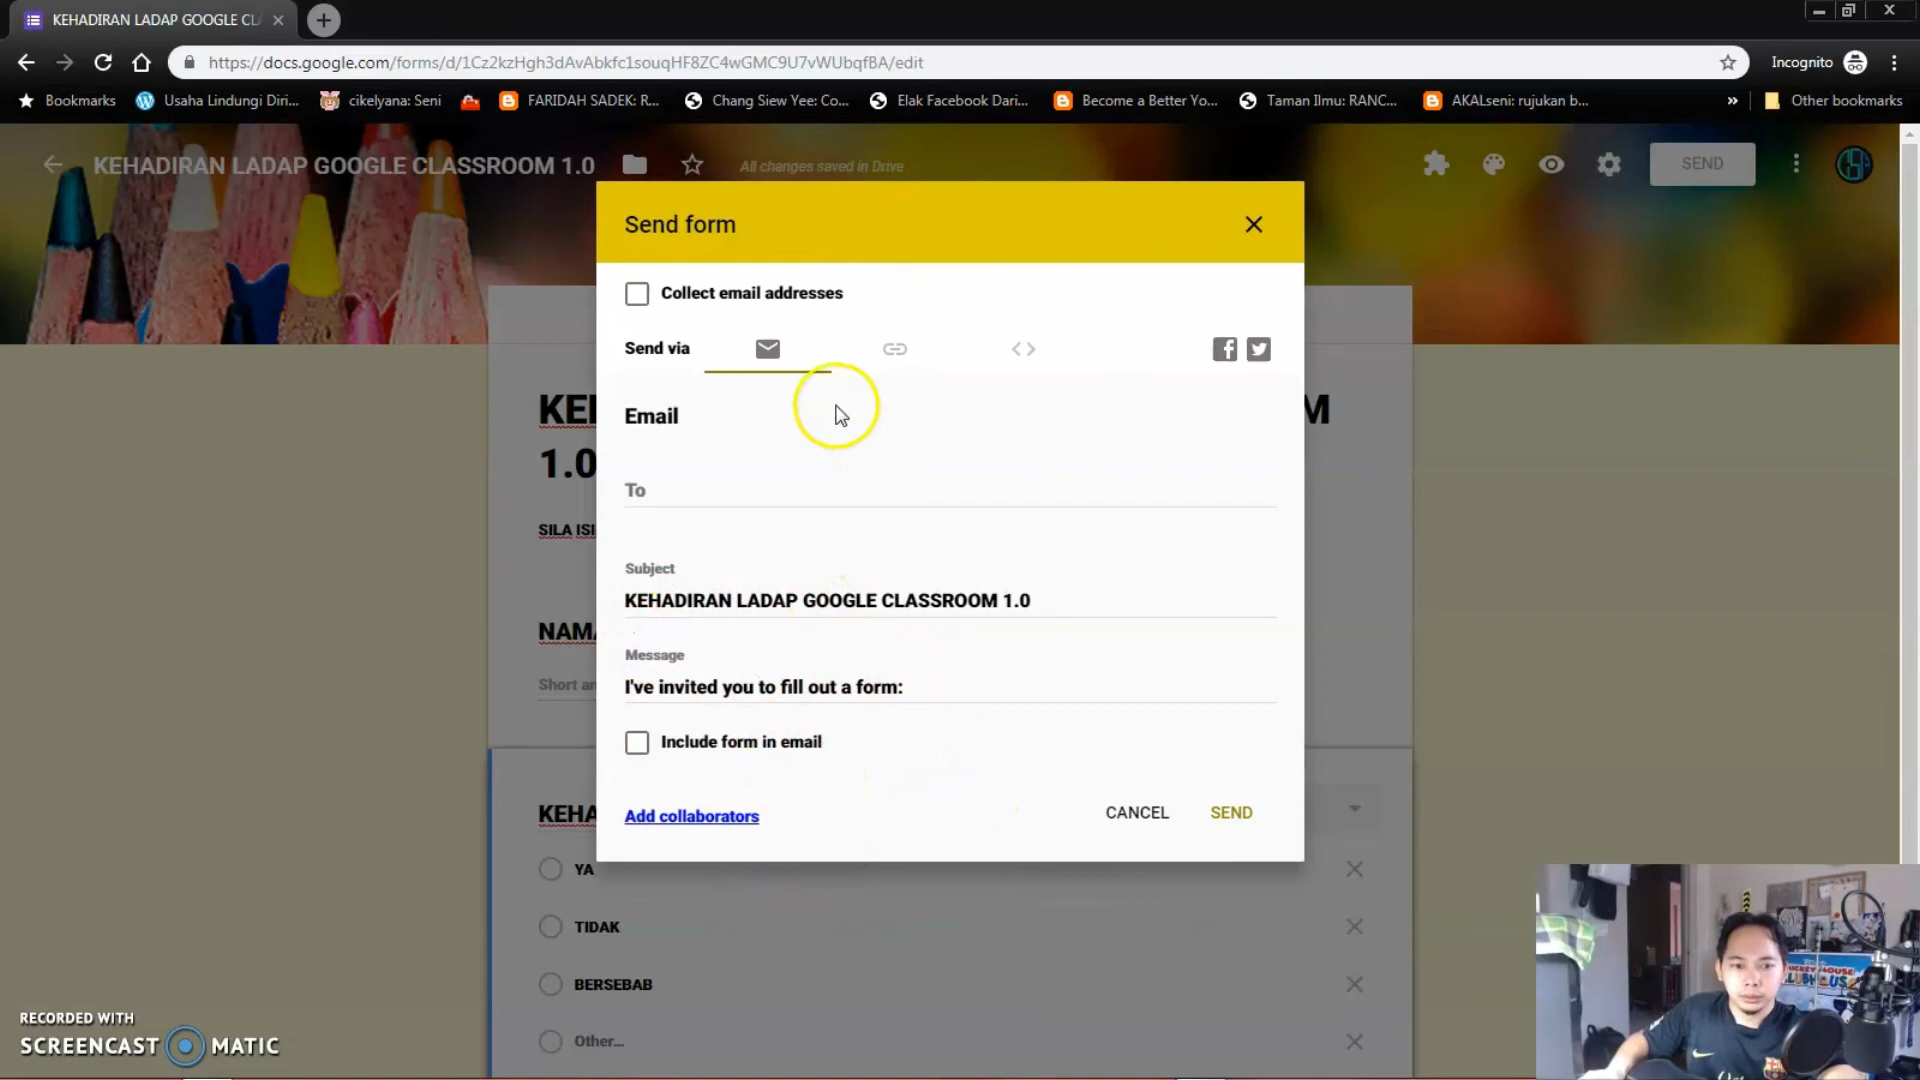 KEHADIRAN LADAP GOOGLE CL
https://docs.google.com/forms/d/1Cz2kzHgh3dAvAbkfc1souqHF8ZC4wGMC9U7vWUbqfBA/edit
Incognito
Bookmarks
Usaha Lindungi Diri...
cikelyana: Seni
FARIDAH SADEK: R...
Chang Siew Yee: Co...
Elak Facebook Dari...
Become a Better Yo...
Taman Ilmu: RANC...
AKALseni: rujukan b...
»
Other bookmarks
KEHADIRAN LADAP GOOGLE CLASSROOM 1.0
All changes saved in Drive
SEND
Send form
Collect email addresses
Send via
Email
To
Subject
KEHADIRAN LADAP GOOGLE CLASSROOM 1.0
Message
I've invited you to fill out a form:
Include form in email
Add collaborators
CANCEL
SEND
KE
M
1.0
SILA ISI
NAMA
Short an
KEHA
YA
TIDAK
BERSEBAB
Other...
RECORDED WITH
SCREENCAST MATIC